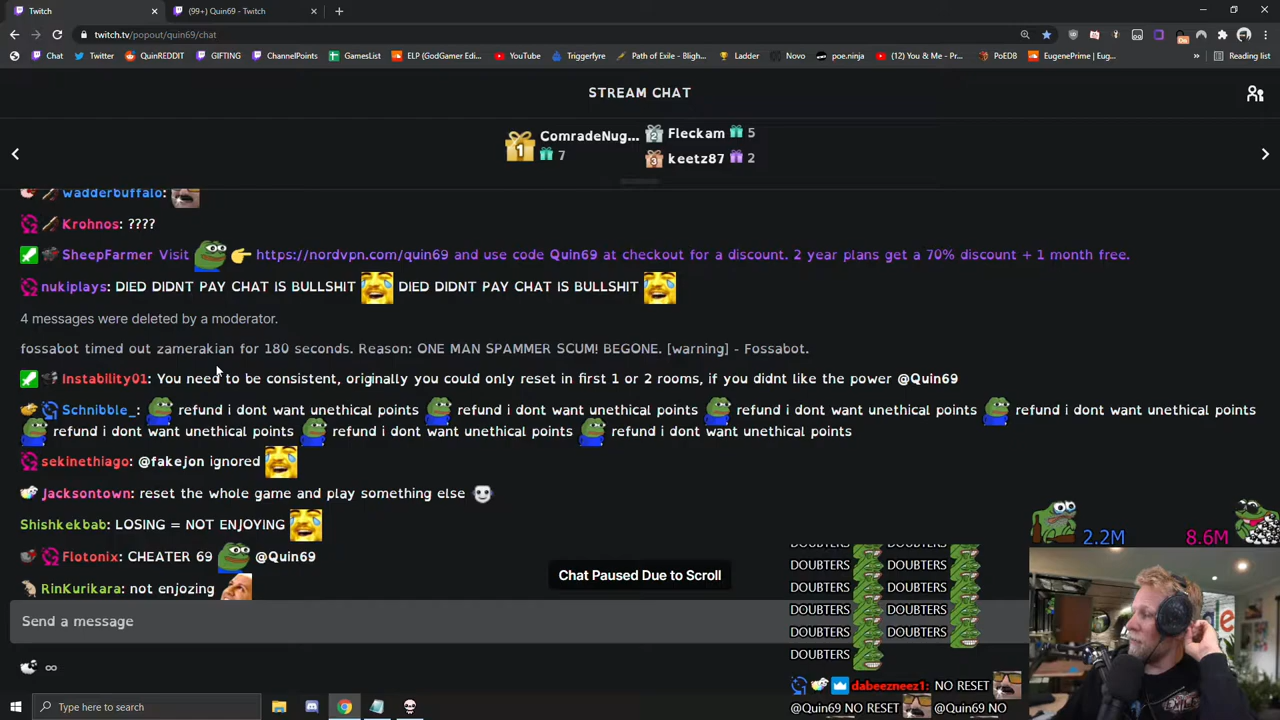 Twitch
(99+) Quin69 - Twitch
twitch.tv/popout/quin69/chat
Chat Twitter QuinREDDIT GIFTING ChannelPoints GamesList ELP (GodGamer Edi... YouTube Triggerfyre Path of Exile - Bligh... Ladder Novo poe.ninja (12) You & Me - Pr... PoEDB EugenePrime | Eug... Reading list
STREAM CHAT
1 ComradeNug... 7
2 Fleckam 5
3 keetz87 2
wadderbuffalo:
Krohnos: ????
SheepFarmer Visit https://nordvpn.com/quin69 and use code Quin69 at checkout for a discount. 2 year plans get a 70% discount + 1 month free.
nukiplays: DIED DIDNT PAY CHAT IS BULLSHIT DIED DIDNT PAY CHAT IS BULLSHIT
4 messages were deleted by a moderator.
fossabot timed out zamerakian for 180 seconds. Reason: ONE MAN SPAMMER SCUM! BEGONE. [warning] - Fossabot.
Instability01: You need to be consistent, originally you could only reset in first 1 or 2 rooms, if you didnt like the power @Quin69
Schnibble_: refund i dont want unethical points refund i dont want unethical points refund i dont want unethical points refund i dont want unethical points
refund i dont want unethical points refund i dont want unethical points refund i dont want unethical points
sekinethiago: @fakejon ignored
Jacksontown: reset the whole game and play something else
Shishkekbab: LOSING = NOT ENJOYING
Flotonix: CHEATER 69 @Quin69
RinKurikara: not enjozing
Chat Paused Due to Scroll
Send a message
∞
2.2M 8.6M
DOUBTERS DOUBTERS
DOUBTERS DOUBTERS
DOUBTERS DOUBTERS
DOUBTERS DOUBTERS
DOUBTERS DOUBTERS
DOUBTERS
dabeezneez1: NO RESET
@Quin69 NO RESET @Quin69 NO
Type here to search